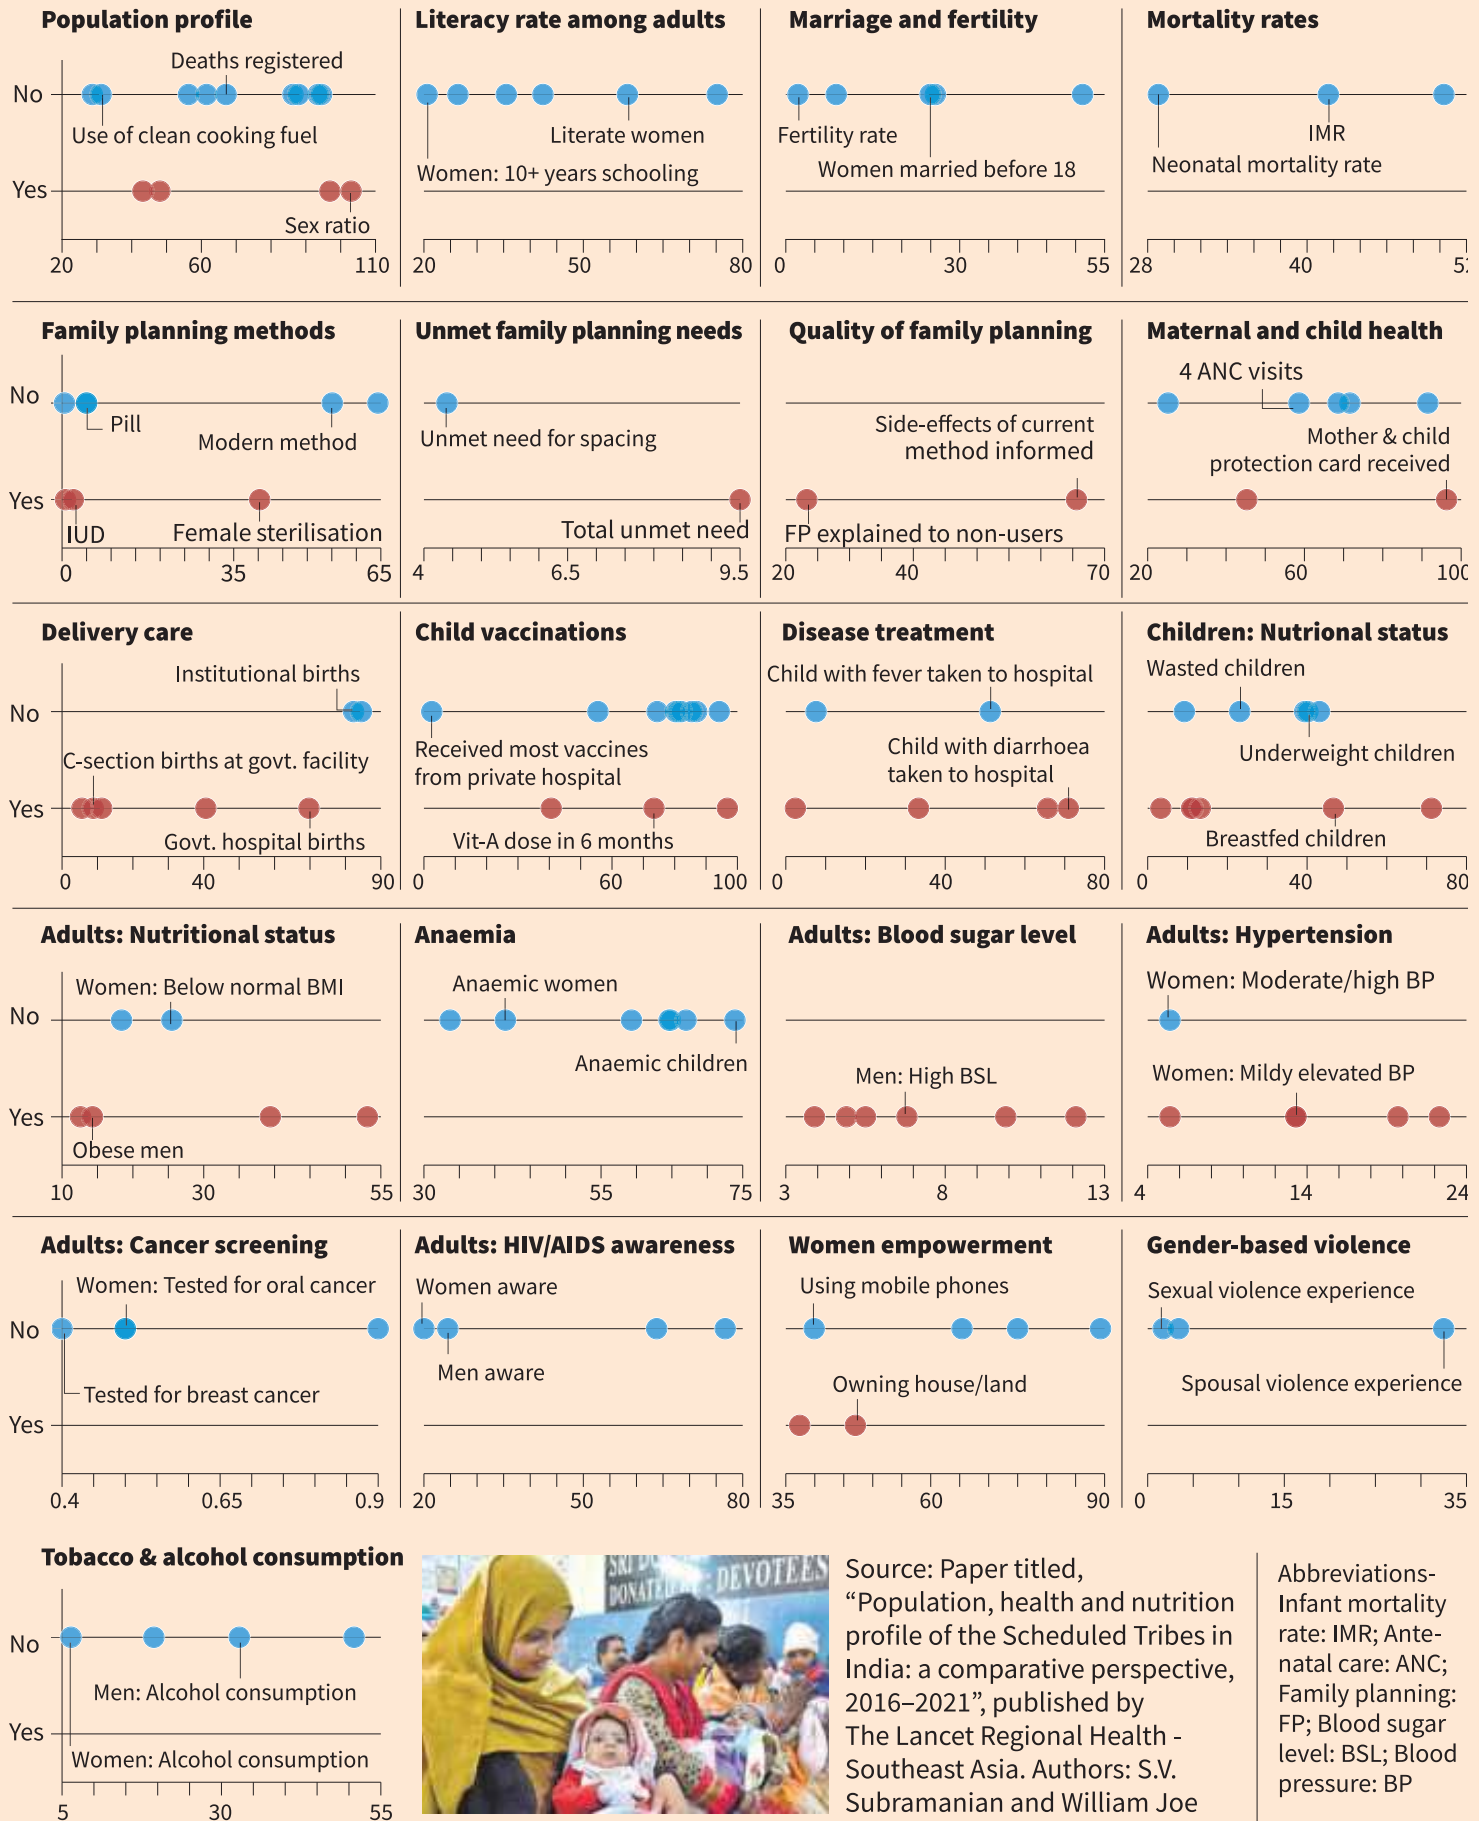 Population profile
Deaths registered
No
Use of clean cooking fuel
Yes
Sex ratio
20 60 110
Literacy rate among adults
Literate women
Women: 10+ years schooling
20 50 80
Marriage and fertility
Fertility rate
Women married before 18
0 30 55
Mortality rates
IMR
Neonatal mortality rate
28 40
Family planning methods
No
Pill
Modern method
Yes
IUD
Female sterilisation
0 35 65
Unmet family planning needs
Unmet need for spacing
Total unmet need
4 6.5 9.5
Quality of family planning
Side-effects of current
method informed
FP explained to non-users
20 40 70
Maternal and child health
4 ANC visits
Mother & child
protection card received
20 60 100
Delivery care
Institutional births
No
C-section births at govt. facility
Yes
Govt. hospital births
0 40 90
Child vaccinations
Received most vaccines
from private hospital
Vit-A dose in 6 months
0 60 100
Disease treatment
Child with fever taken to hospital
Child with diarrhoea
taken to hospital
0 40 80
Children: Nutrional status
Wasted children
Underweight children
Breastfed children
0 40 80
Adults: Nutritional status
Women: Below normal BMI
No
Yes
Obese men
10 30 55
Anaemia
Anaemic women
Anaemic children
30 55 75
Adults: Blood sugar level
Men: High BSL
3 8 13
Adults: Hypertension
Women: Moderate/high BP
Women: Mildy elevated BP
4 14 24
Adults: Cancer screening
Women: Tested for oral cancer
No
Tested for breast cancer
Yes
0.4 0.65 0.9
Adults: HIV/AIDS awareness
Women aware
Men aware
20 50 80
Women empowerment
Using mobile phones
Owning house/land
35 60 90
Gender-based violence
Sexual violence experience
Spousal violence experience
0 15 35
Tobacco & alcohol consumption
No
Men: Alcohol consumption
Yes
Women: Alcohol consumption
5 30 55
DEVOTEES
Source: Paper titled,
“Population, health and nutrition
profile of the Scheduled Tribes in
India: a comparative perspective,
2016–2021”, published by
The Lancet Regional Health -
Southeast Asia. Authors: S.V.
Subramanian and William Joe
Abbreviations-
Infant mortality
rate: IMR; Ante-
natal care: ANC;
Family planning:
FP; Blood sugar
level: BSL; Blood
pressure: BP